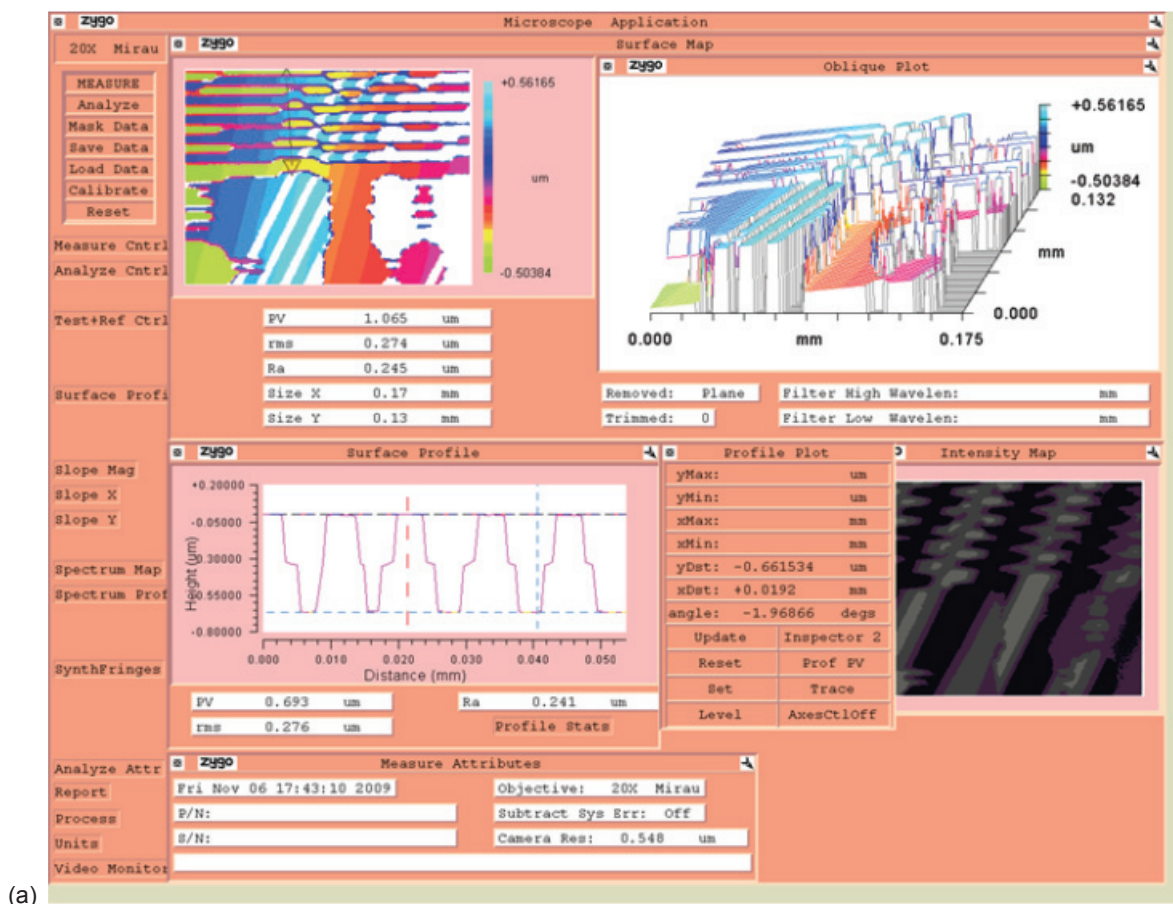 zygo Microscope Application
20X Mirau
MEASURE
Analyze
Mask Data
Save Data
Load Data
Calibrate
Reset
Measure Cntrl
Analyze Cntrl
Test+Ref Ctrl
Surface Profi
Slope Mag
Slope X
Slope Y
Spectrum Map
Spectrum Prof
SynthFringes
Analyze Attr
Report
Process
Units
Video Monitor
zygo Surface Map
+0.56165
um
-0.50384
PV 1.065 um
rms 0.274 um
Ra 0.245 um
Size X 0.17 mm
Size Y 0.13 mm
zygo Oblique Plot
+0.56165
um
-0.50384
0.132
mm
0.000
0.000 mm 0.175
Removed: Plane
Trimmed: 0
Filter High Wavelen: mm
Filter Low Wavelen: mm
zygo Surface Profile
+0.20000
-0.05000
-0.30000
-0.55000
-0.80000
Height (um)
0.000 0.010 0.020 0.030 0.040 0.050
Distance (mm)
PV 0.693 um
rms 0.276 um
Ra 0.241 um
Profile Stats
Profile Plot
yMax: um
yMin: um
xMax: mm
xMin: mm
yDst: -0.661534 um
xDst: +0.0192 mm
angle: -1.96866 degs
Update Inspector 2
Reset Prof PV
Set Trace
Level AxesCtlOff
Intensity Map
zygo Measure Attributes
Fri Nov 06 17:43:10 2009
P/N:
S/N:
Objective: 20X Mirau
Subtract Sys Err: Off
Camera Res: 0.548 um
(a)